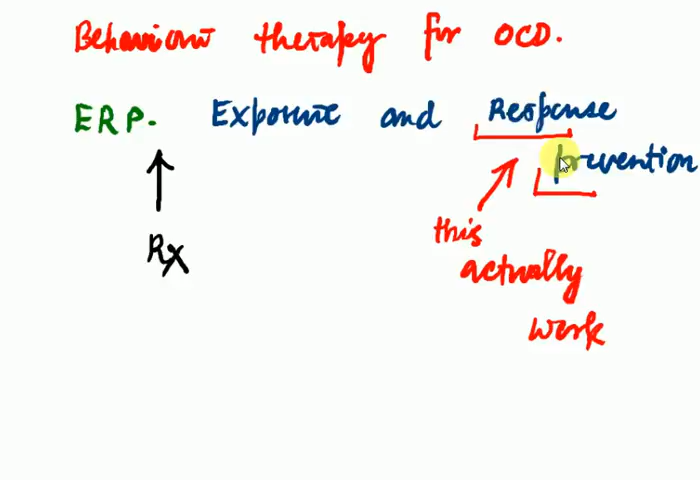 Behaviour therapy for OCD.
ERP. Exposure and Response
prevention
Rx
this
actually
work